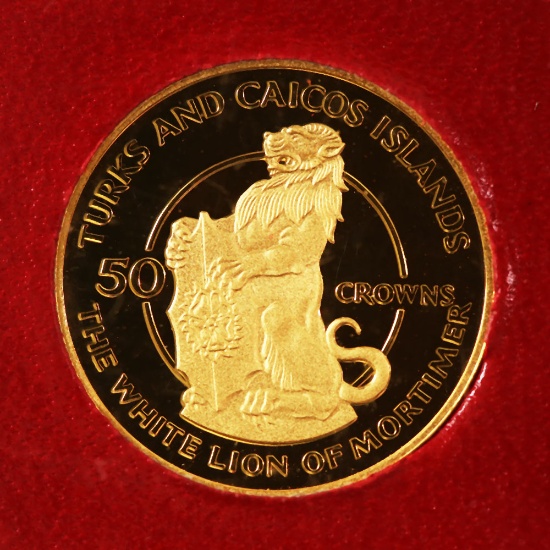 TURKS AND CAICOS ISLANDS
50 CROWNS
THE WHITE LION OF MORTIMER